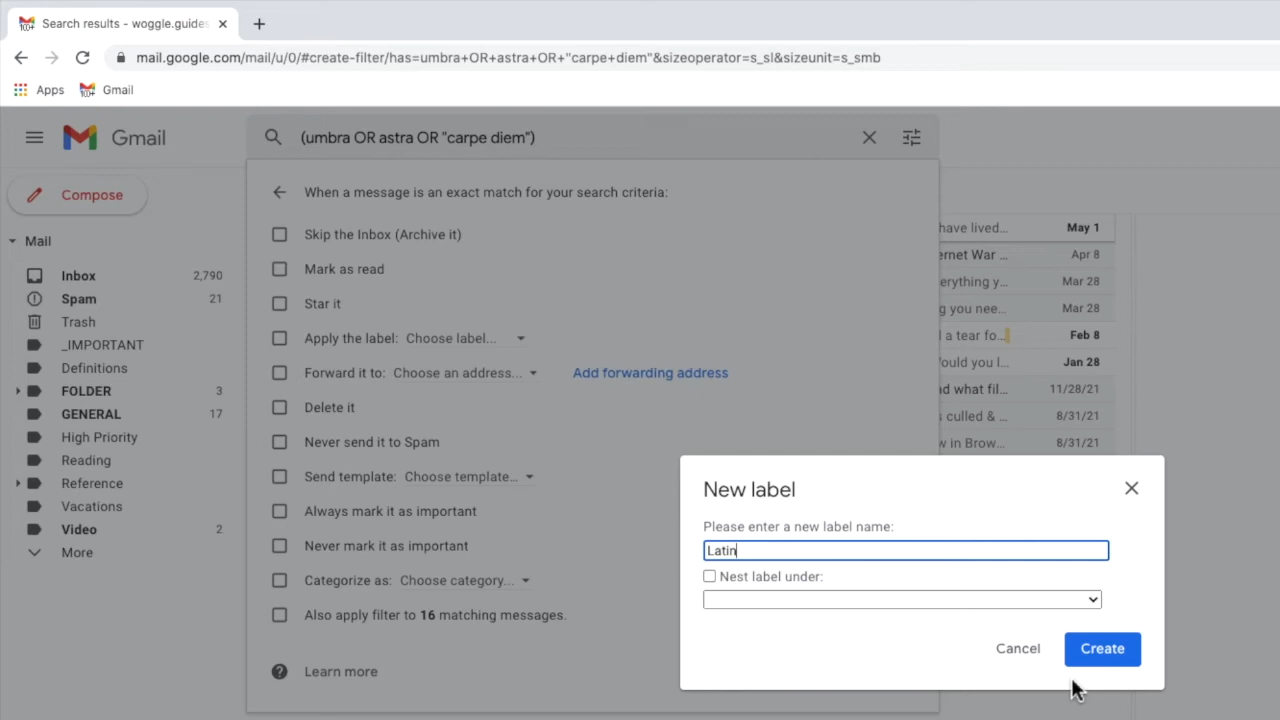 Search results - woggle.guides
mail.google.com/mail/u/0/#create-filter/has=umbra+OR+astra+OR+"carpe+diem"&sizeoperator=s_sl&sizeunit=s_smb
Apps Gmail
Gmail
(umbra OR astra OR "carpe diem")
Compose
Mail
Inbox 2,790
Spam 21
Trash
_IMPORTANT
Definitions
FOLDER 3
GENERAL 17
High Priority
Reading
Reference
Vacations
Video 2
More
When a message is an exact match for your search criteria:
Skip the Inbox (Archive it)
Mark as read
Star it
Apply the label: Choose label...
Forward it to: Choose an address... Add forwarding address
Delete it
Never send it to Spam
Send template: Choose template...
Always mark it as important
Never mark it as important
Categorize as: Choose category...
Also apply filter to 16 matching messages.
Learn more
have lived... May 1
ernet War ... Apr 8
erything y... Mar 28
g you nee... Mar 28
a tear fo... Feb 8
ould you l... Jan 28
d what fil... 11/28/21
culled & ... 8/31/21
in Brow... 8/31/21
New label
Please enter a new label name:
Latin
Nest label under:
Cancel Create